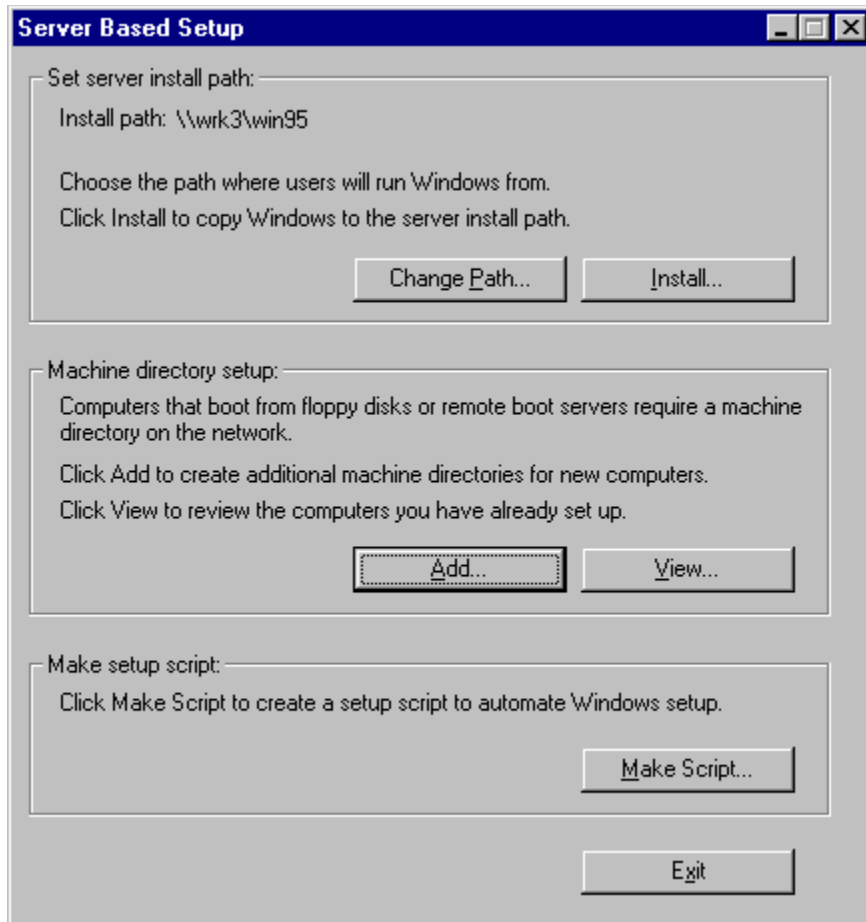 Server Based Setup
Set server install path:
Install path: \\wrk3\win95
Choose the path where users will run Windows from.
Click Install to copy Windows to the server install path.
Change Path...
Install...
Machine directory setup:
Computers that boot from floppy disks or remote boot servers require a machine
directory on the network.
Click Add to create additional machine directories for new computers.
Click View to review the computers you have already set up.
Add...
View...
Make setup script:
Click Make Script to create a setup script to automate Windows setup.
Make Script...
Exit